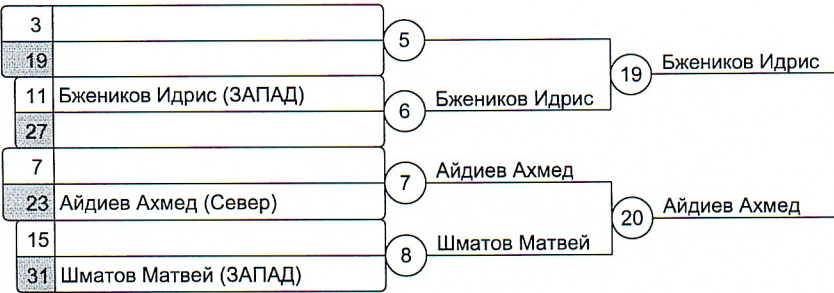 3
19
5
11 Бжеников Идрис (ЗАПАД)
27
6 Бжеников Идрис
19 Бжеников Идрис
7
23 Айдиев Ахмед (Север)
7 Айдиев Ахмед
15
31 Шматов Матвей (ЗАПАД)
8 Шматов Матвей
20 Айдиев Ахмед